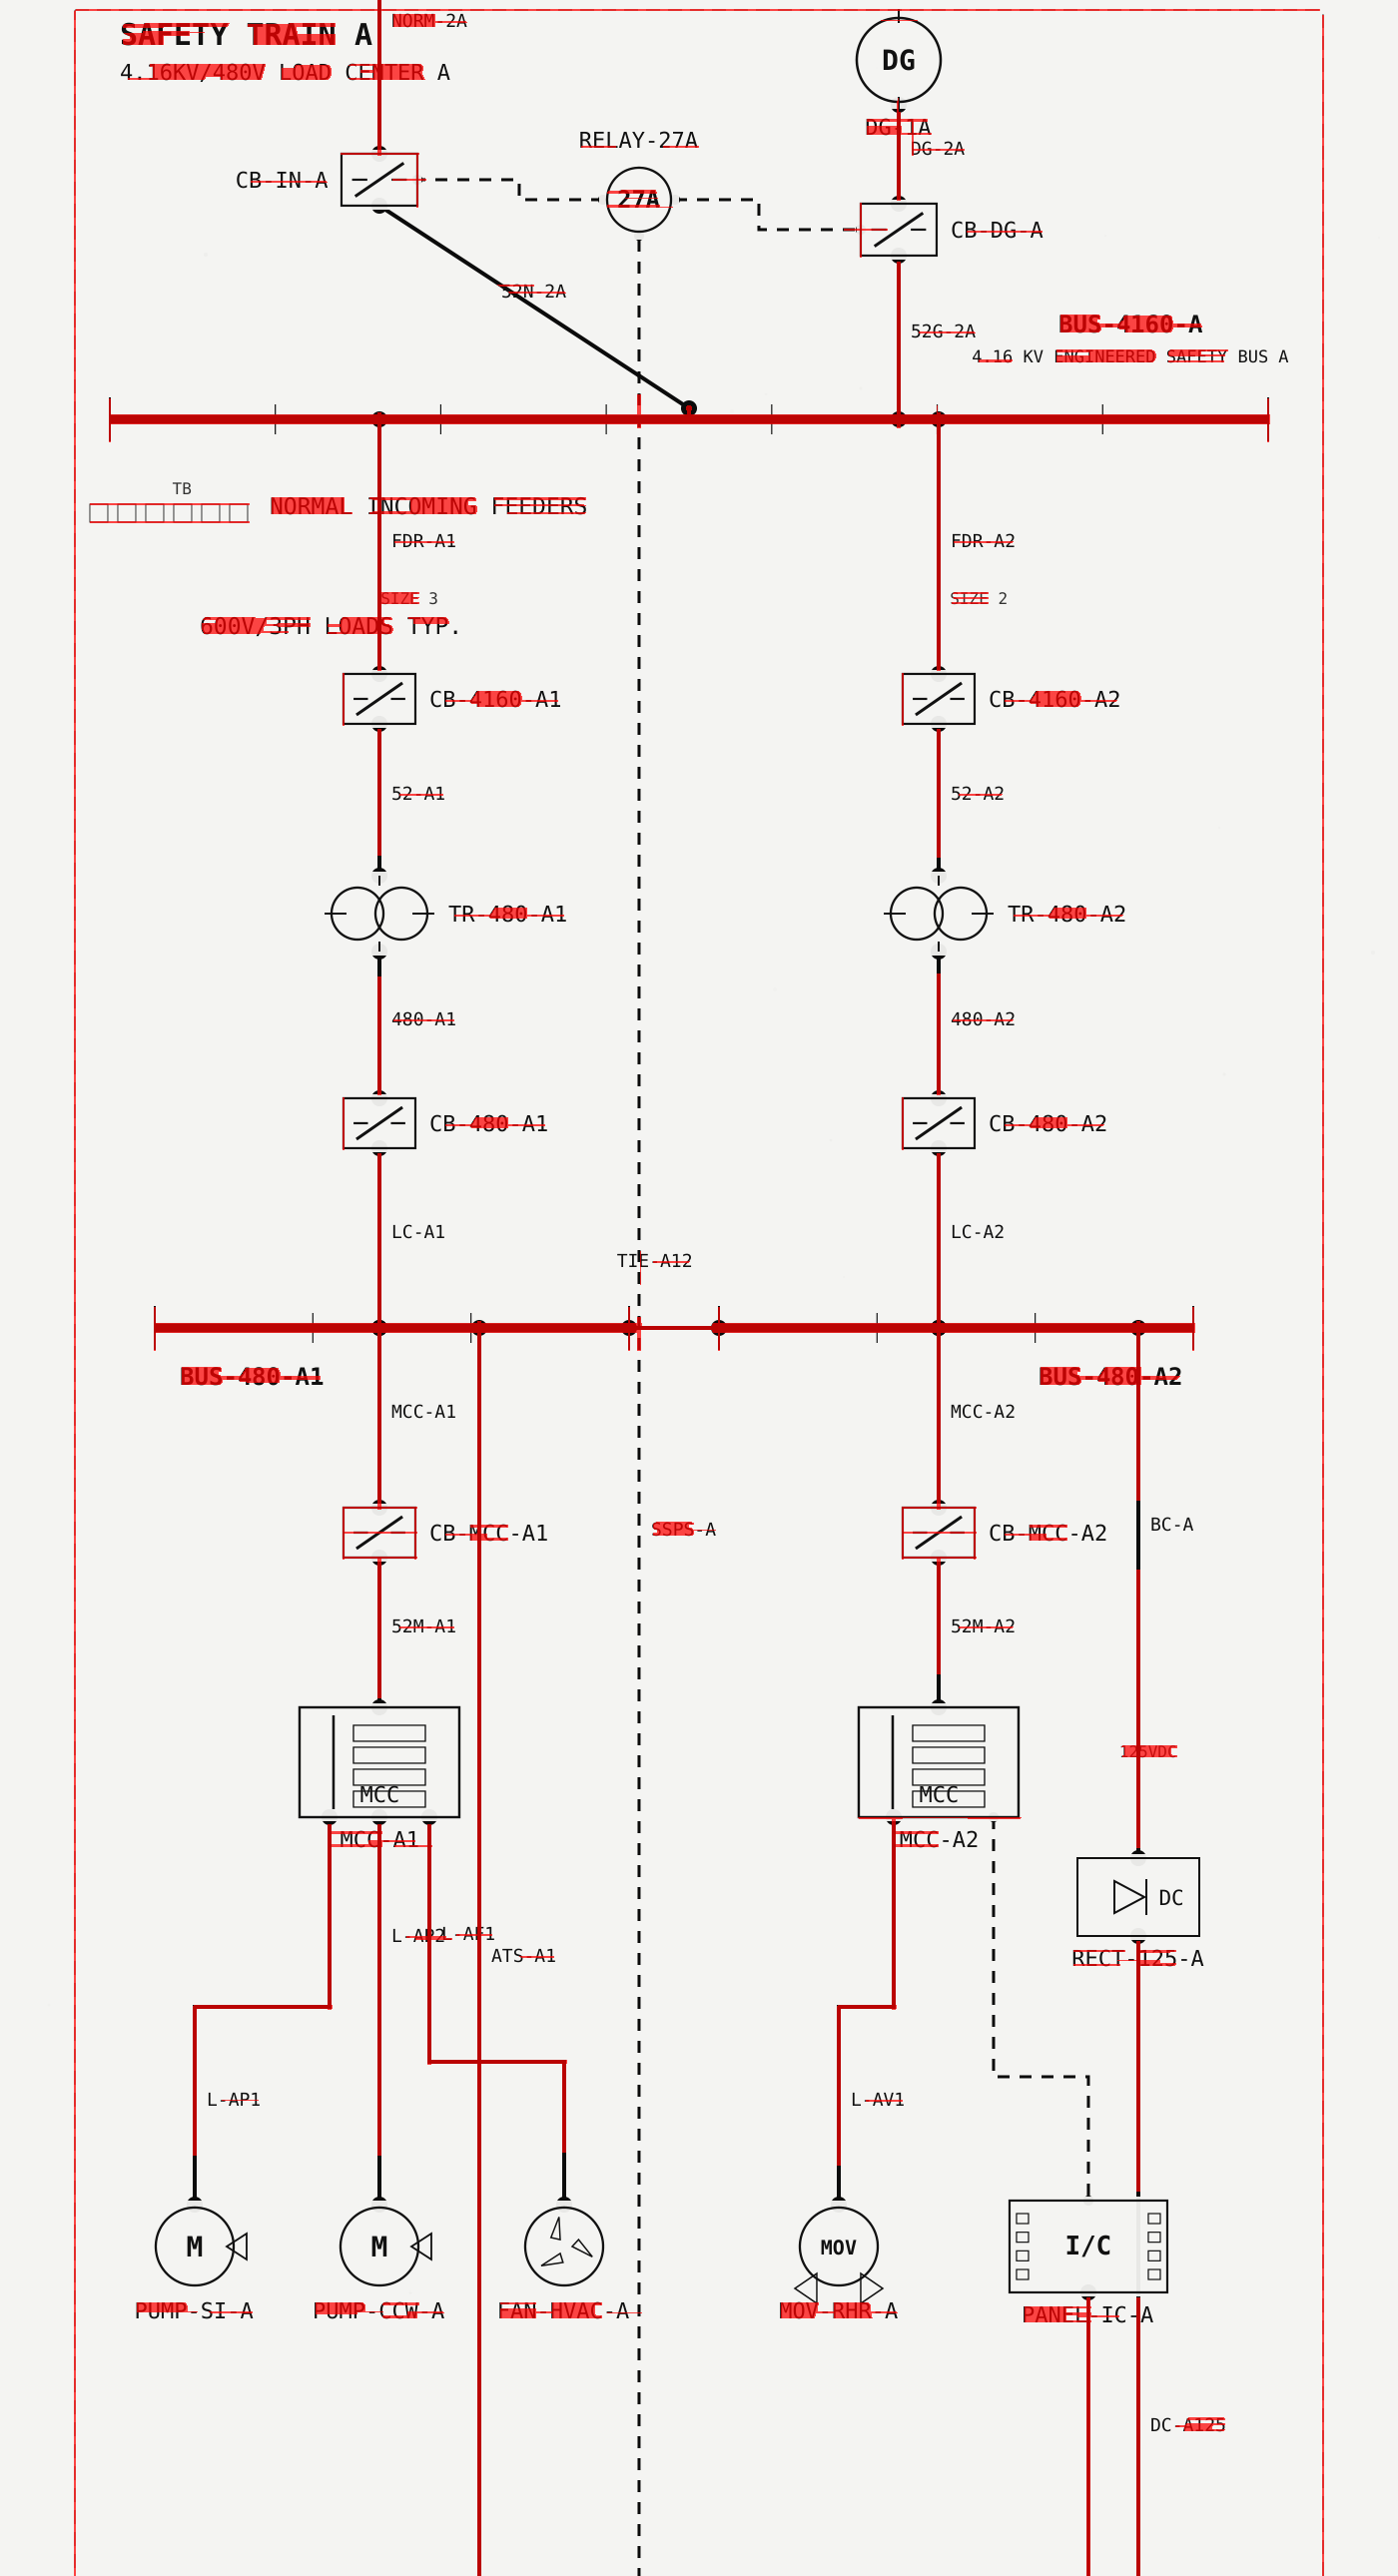 SAFETY TRAIN A
NORM-2A
4.16KV/480V LOAD CENTER A
DG
DG-1A
DG-2A
RELAY-27A
CB-IN-A
27A
CB-DG-A
52N-2A
52G-2A
BUS-4160-A
4.16 KV ENGINEERED SAFETY BUS A
TB
NORMAL INCOMING FEEDERS
FDR-A1
FDR-A2
SIZE 3
SIZE 2
600V/3PH LOADS TYP.
CB-4160-A1
CB-4160-A2
52-A1
52-A2
TR-480-A1
TR-480-A2
480-A1
480-A2
CB-480-A1
CB-480-A2
LC-A1
LC-A2
TIE-A12
BUS-480-A1
BUS-480-A2
MCC-A1
MCC-A2
CB-MCC-A1
SSPS-A
CB-MCC-A2
BC-A
52M-A1
52M-A2
125VDC
MCC
MCC
MCC-A1
MCC-A2
DC
L-AP2
L-AF1
ATS-A1
RECT-125-A
L-AP1
L-AV1
M
M
MOV
I/C
PUMP-SI-A
PUMP-CCW-A
FAN-HVAC-A
MOV-RHR-A
PANEL-IC-A
DC-A125